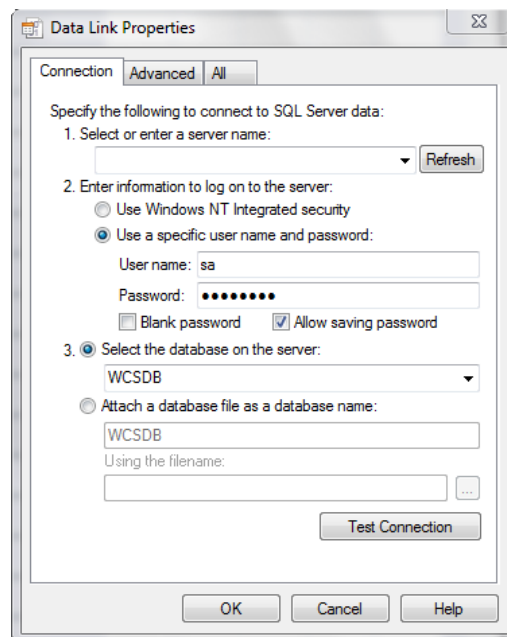 Data Link Properties
Connection Advanced All
Specify the following to connect to SQL Server data:
1. Select or enter a server name:
Refresh
2. Enter information to log on to the server:
Use Windows NT Integrated security
Use a specific user name and password:
User name: sa
Password: ●●●●●●●●
Blank password Allow saving password
3. Select the database on the server:
WCSDB
Attach a database file as a database name:
WCSDB
Using the filename:
...
Test Connection
OK Cancel Help